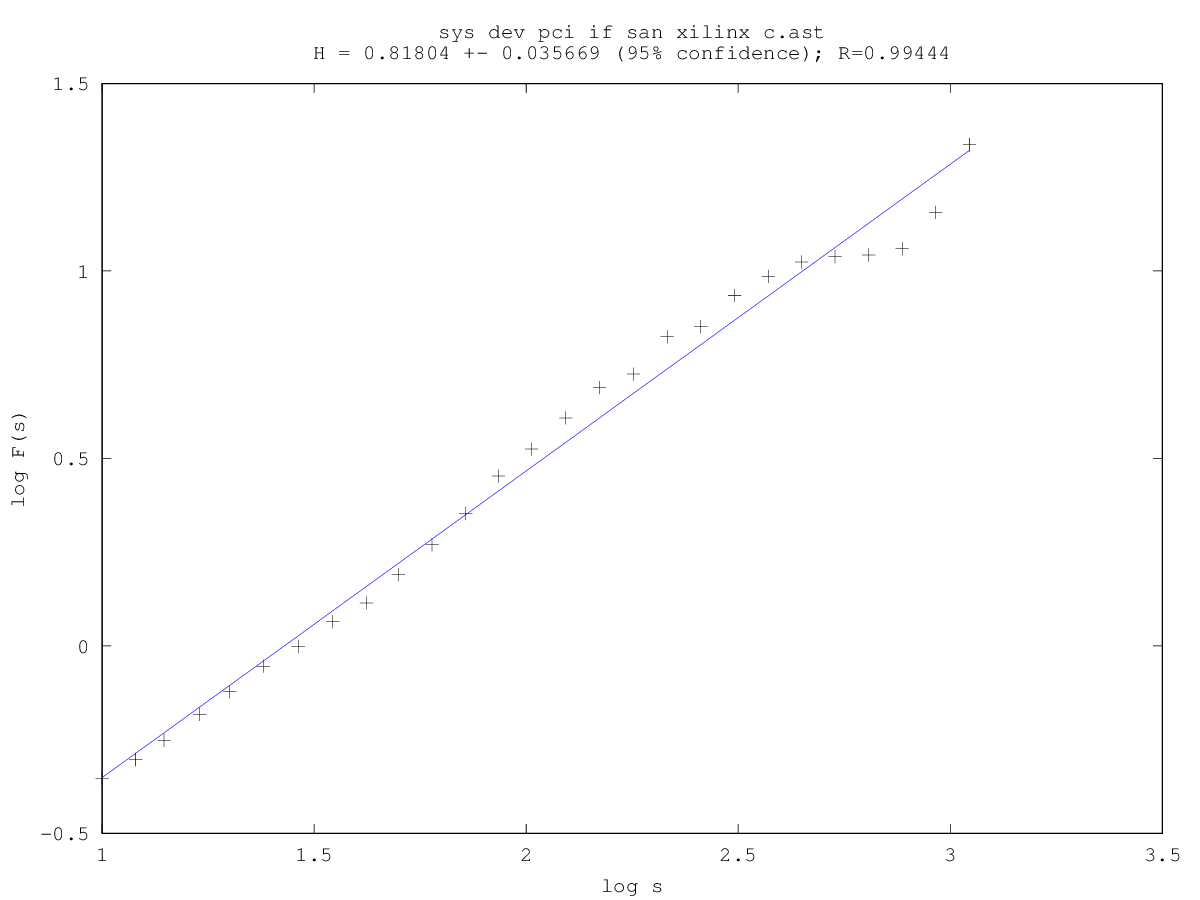 sys dev pci if san xilinx c.ast
H = 0.81804 +- 0.035669 (95% confidence); R=0.99444
1.5
1
0.5
0
-0.5
log F(s)
1 1.5 2 2.5 3 3.5
log s